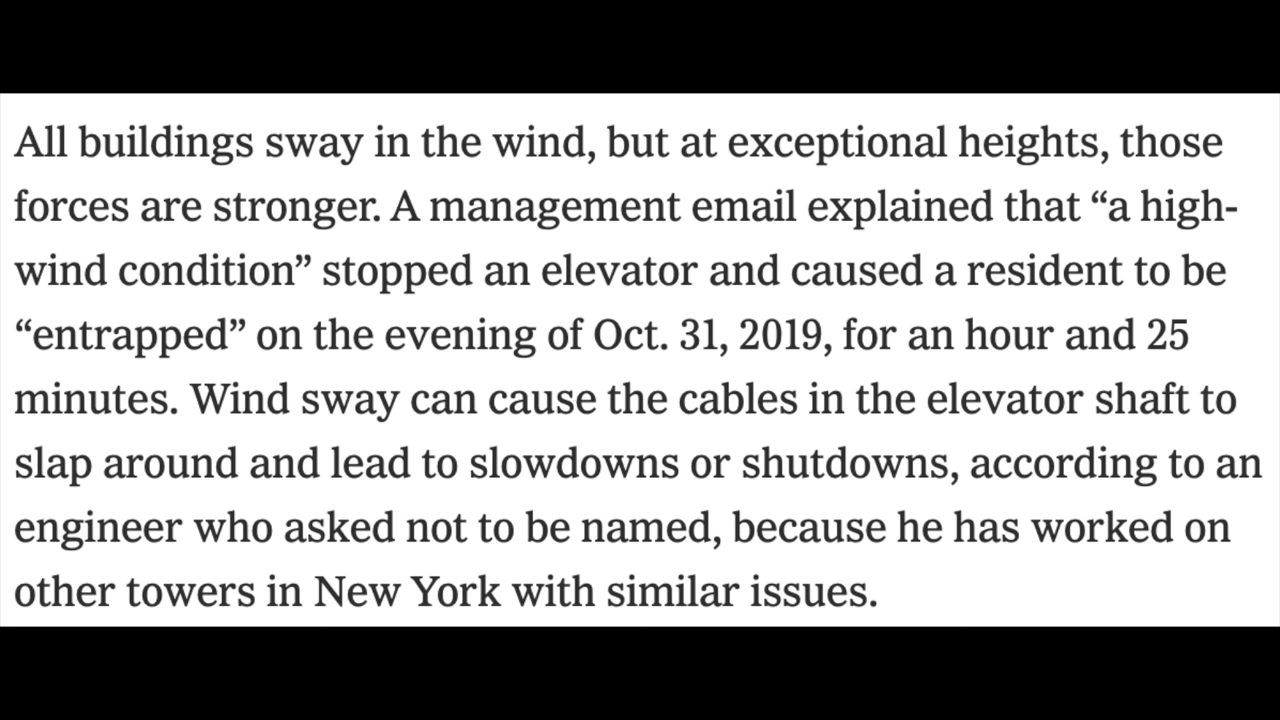 All buildings sway in the wind, but at exceptional heights, those
forces are stronger. A management email explained that “a high-
wind condition” stopped an elevator and caused a resident to be
“entrapped” on the evening of Oct. 31, 2019, for an hour and 25
minutes. Wind sway can cause the cables in the elevator shaft to
slap around and lead to slowdowns or shutdowns, according to an
engineer who asked not to be named, because he has worked on
other towers in New York with similar issues.